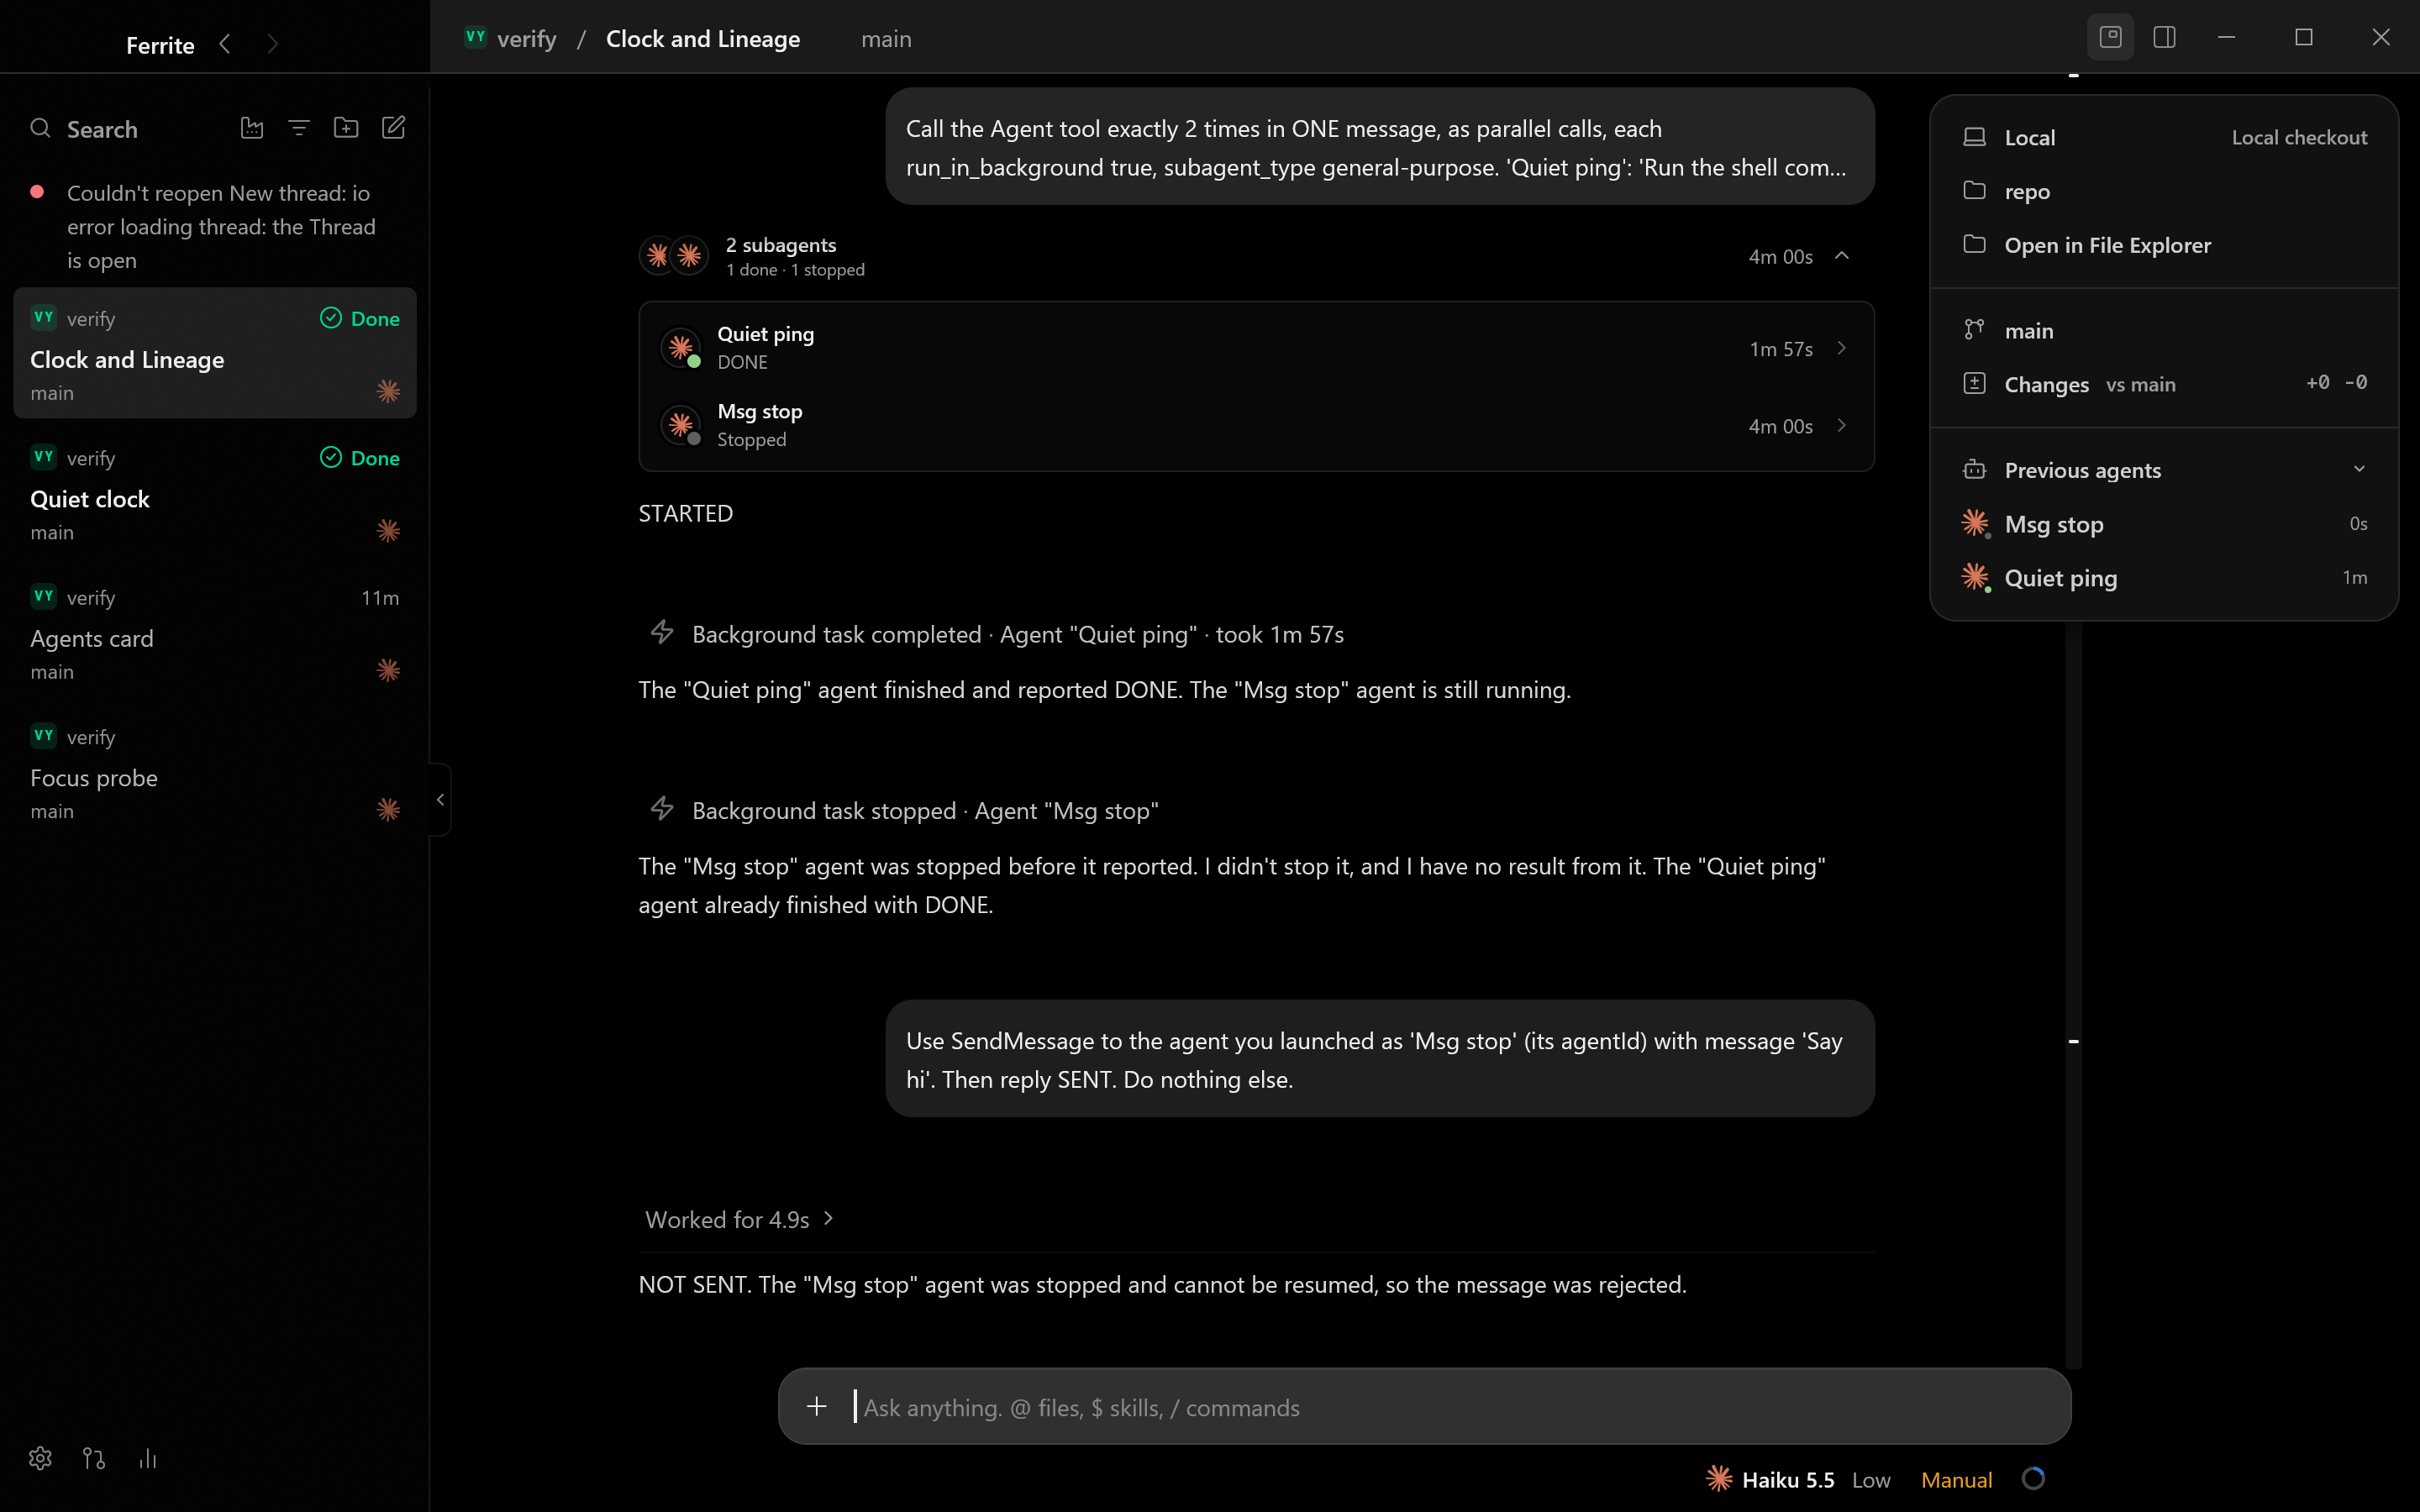 Ferrite
VY verify / Clock and Lineage main
Search
Couldn't reopen New thread: io
error loading thread: the Thread
is open
VY verify Done
Clock and Lineage
main
VY verify Done
Quiet clock
main
VY verify 11m
Agents card
main
VY verify
Focus probe
main
Call the Agent tool exactly 2 times in ONE message, as parallel calls, each
run_in_background true, subagent_type general-purpose. 'Quiet ping': 'Run the shell com...
2 subagents
1 done · 1 stopped
4m 00s
Quiet ping
DONE
1m 57s
Msg stop
Stopped
4m 00s
STARTED
Background task completed · Agent "Quiet ping" · took 1m 57s
The "Quiet ping" agent finished and reported DONE. The "Msg stop" agent is still running.
Background task stopped · Agent "Msg stop"
The "Msg stop" agent was stopped before it reported. I didn't stop it, and I have no result from it. The "Quiet ping"
agent already finished with DONE.
Use SendMessage to the agent you launched as 'Msg stop' (its agentId) with message 'Say
hi'. Then reply SENT. Do nothing else.
Worked for 4.9s
NOT SENT. The "Msg stop" agent was stopped and cannot be resumed, so the message was rejected.
Ask anything. @ files, $ skills, / commands
Haiku 5.5 Low Manual
Local Local checkout
repo
Open in File Explorer
main
Changes vs main +0 -0
Previous agents
Msg stop 0s
Quiet ping 1m